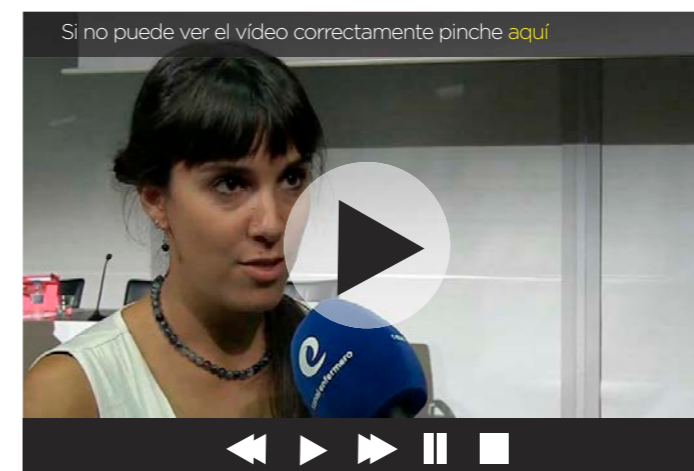 Si no puede ver el vídeo correctamente pinche aquí
canal enfermero